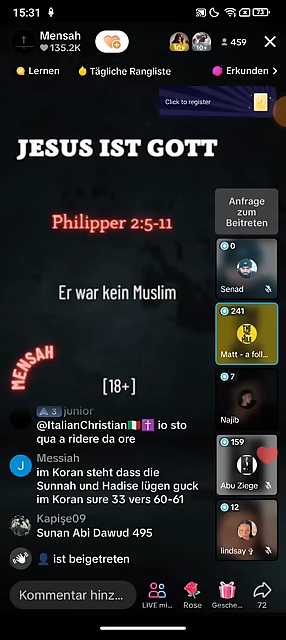 15:31
73
Mensah
135.2K
10+
459
Lernen
Tägliche Rangliste
Erkunden >
Click to register
JESUS IST GOTT
Philipper 2:5-11
Er war kein Muslim
MENSAH
[18+]
Anfrage
zum
Beitreten
0
Senad
241
Matt - a foll...
7
Najib
159
Abu Ziege
12
lindsay
3 junior
@ItalianChristian🇮🇹✝️ io sto
qua a ridere da ore
J
Messiah
im Koran steht dass die
Sunnah und Hadise lügen guck
im Koran sure 33 vers 60-61
Kapişe09
Sunan Abi Dawud 495
ist beigetreten
Kommentar hinz...
LIVE mi...
Rose
Gesche...
72